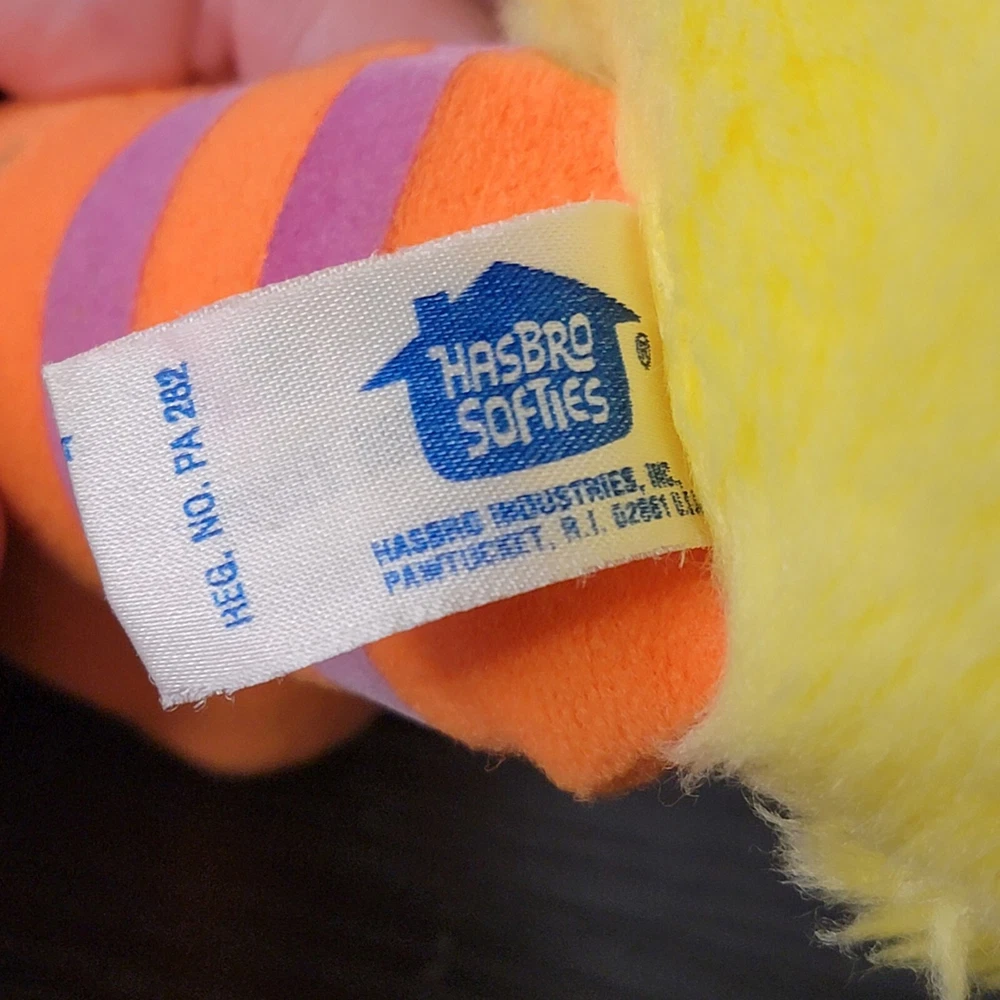 HASBRO
SOFTIES
®
HASBRO INDUSTRIES, INC.
PAWTUCKET, R.I. 02861 U.S.A
REG. NO. PA 282